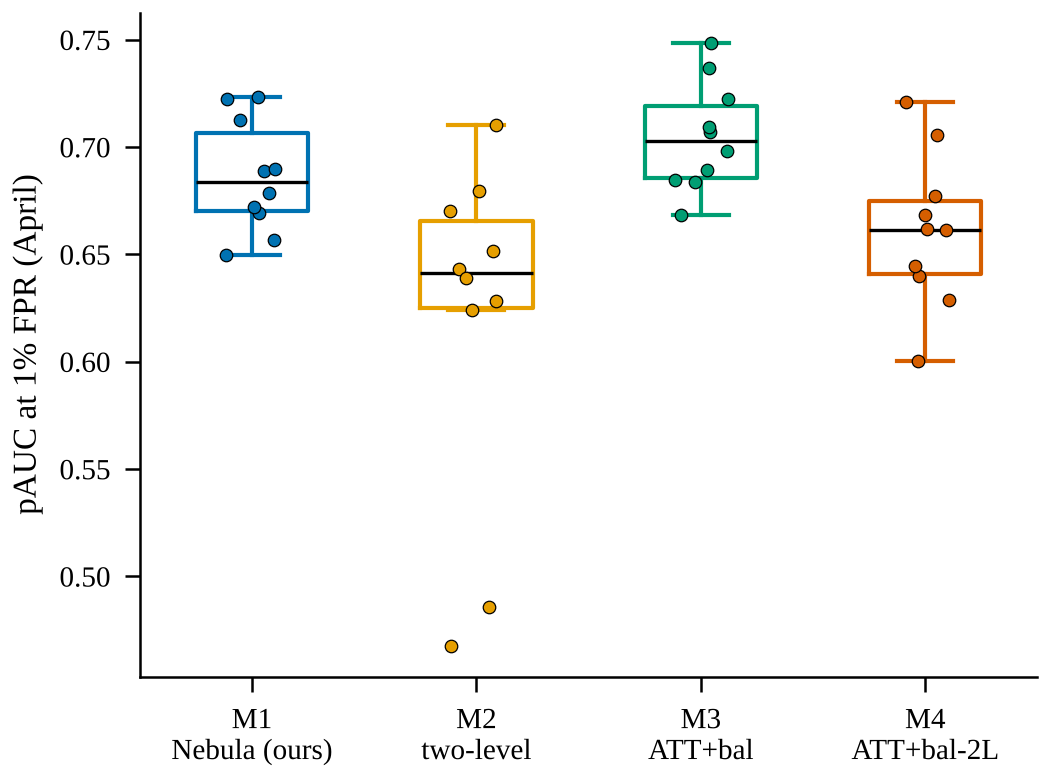 pAUC at 1% FPR (April)
0.75
0.70
0.65
0.60
0.55
0.50
M1
Nebula (ours)
M2
two-level
M3
ATT+bal
M4
ATT+bal-2L